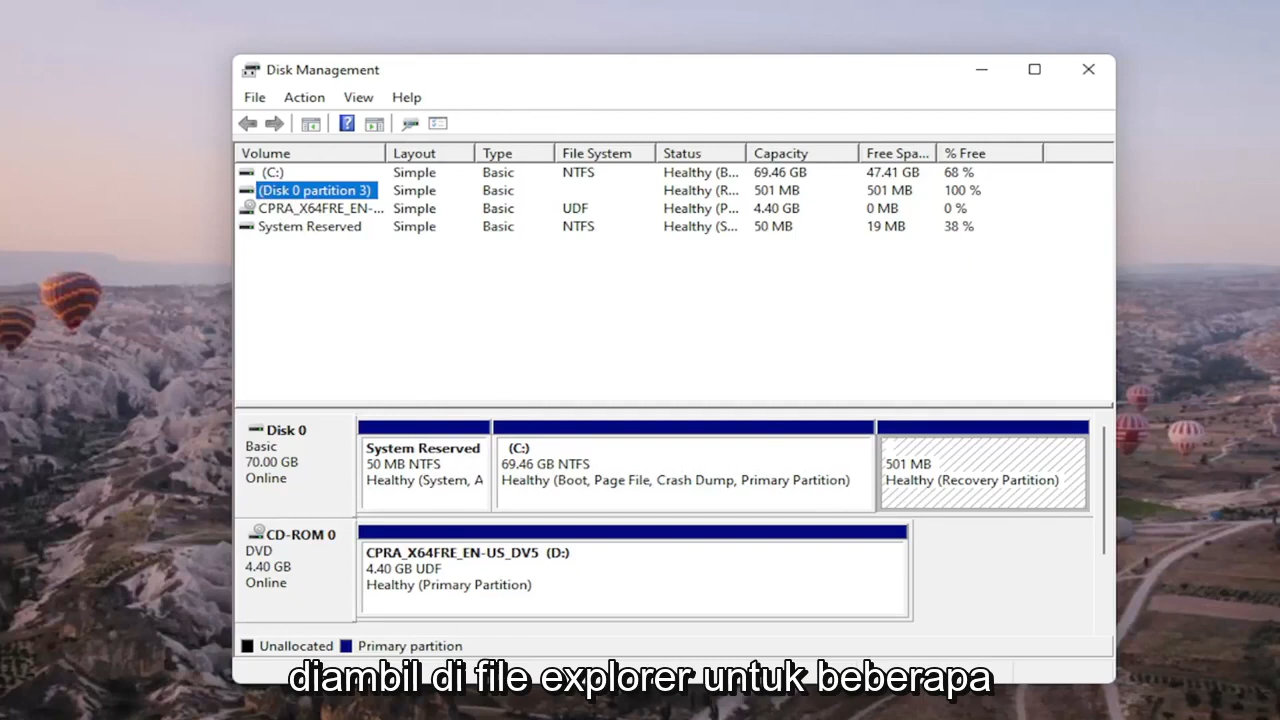 Disk Management
File Action View Help
Volume Layout Type File System Status Capacity Free Spa... % Free
(C:) Simple Basic NTFS Healthy (B... 69.46 GB 47.41 GB 68 %
(Disk 0 partition 3) Simple Basic Healthy (R... 501 MB 501 MB 100 %
CPRA_X64FRE_EN-... Simple Basic UDF Healthy (P... 4.40 GB 0 MB 0 %
System Reserved Simple Basic NTFS Healthy (S... 50 MB 19 MB 38 %
Disk 0
Basic
70.00 GB
Online
System Reserved
50 MB NTFS
Healthy (System, A
(C:)
69.46 GB NTFS
Healthy (Boot, Page File, Crash Dump, Primary Partition)
501 MB
Healthy (Recovery Partition)
CD-ROM 0
DVD
4.40 GB
Online
CPRA_X64FRE_EN-US_DV5 (D:)
4.40 GB UDF
Healthy (Primary Partition)
Unallocated Primary partition
diambil di file explorer untuk beberapa